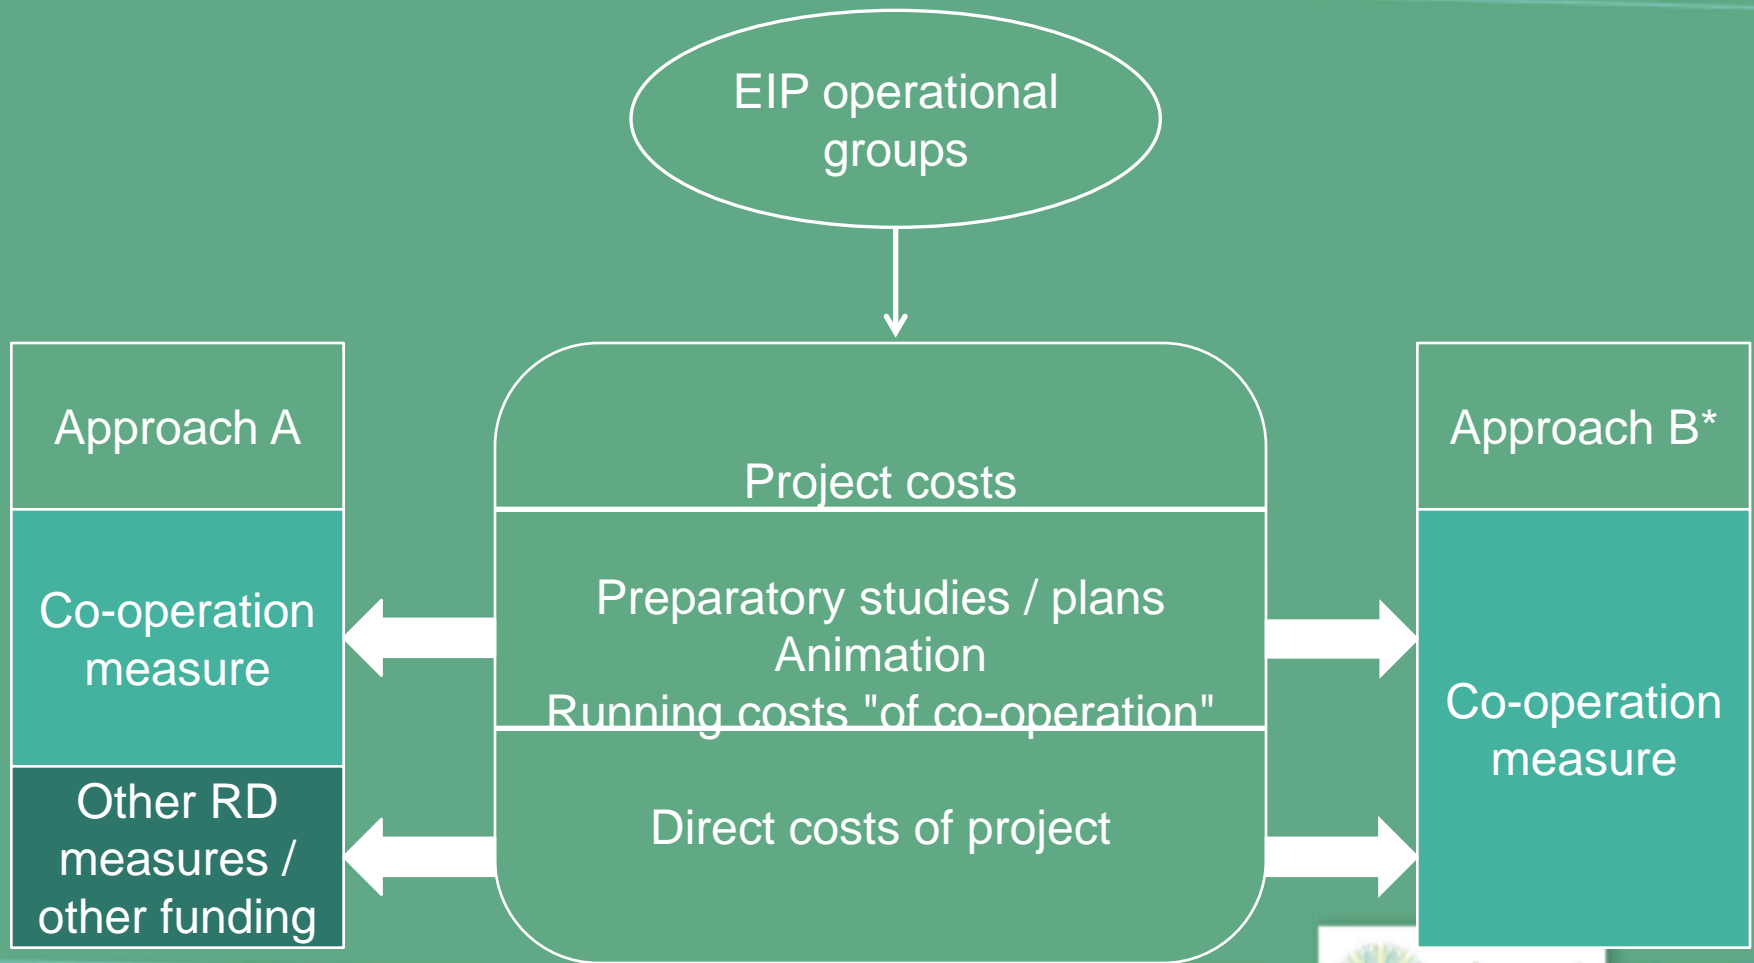 EIP operational
groups
Approach A
Co-operation
measure
Other RD
measures /
other funding
Project costs
Preparatory studies / plans
Animation
Running costs "of co-operation"
Direct costs of project
Approach B*
Co-operation
measure